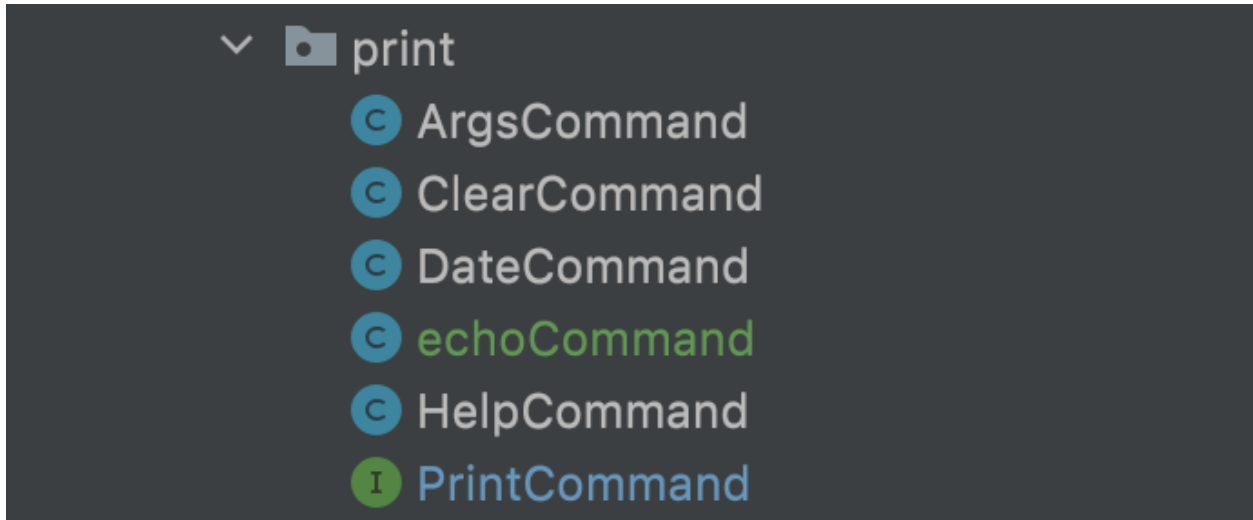 print
C ArgsCommand
C ClearCommand
C DateCommand
C echoCommand
C HelpCommand
I PrintCommand